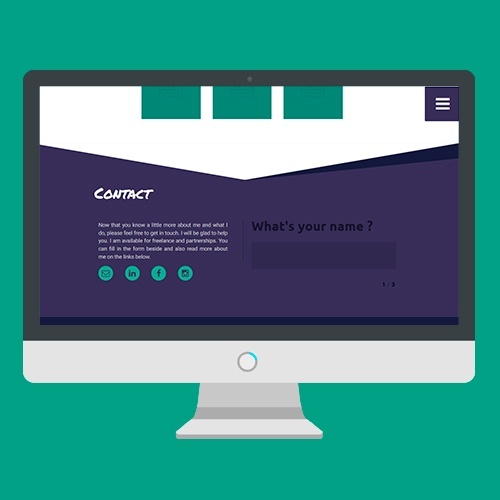 Contact
Now that you know a little more about me and what I
do, please feel free to get in touch. I will be glad to help
you. I am available for freelance and partnerships. You
can fill in the form beside and also read more about
me on the links below.
in
f
What's your name ?
1 / 3